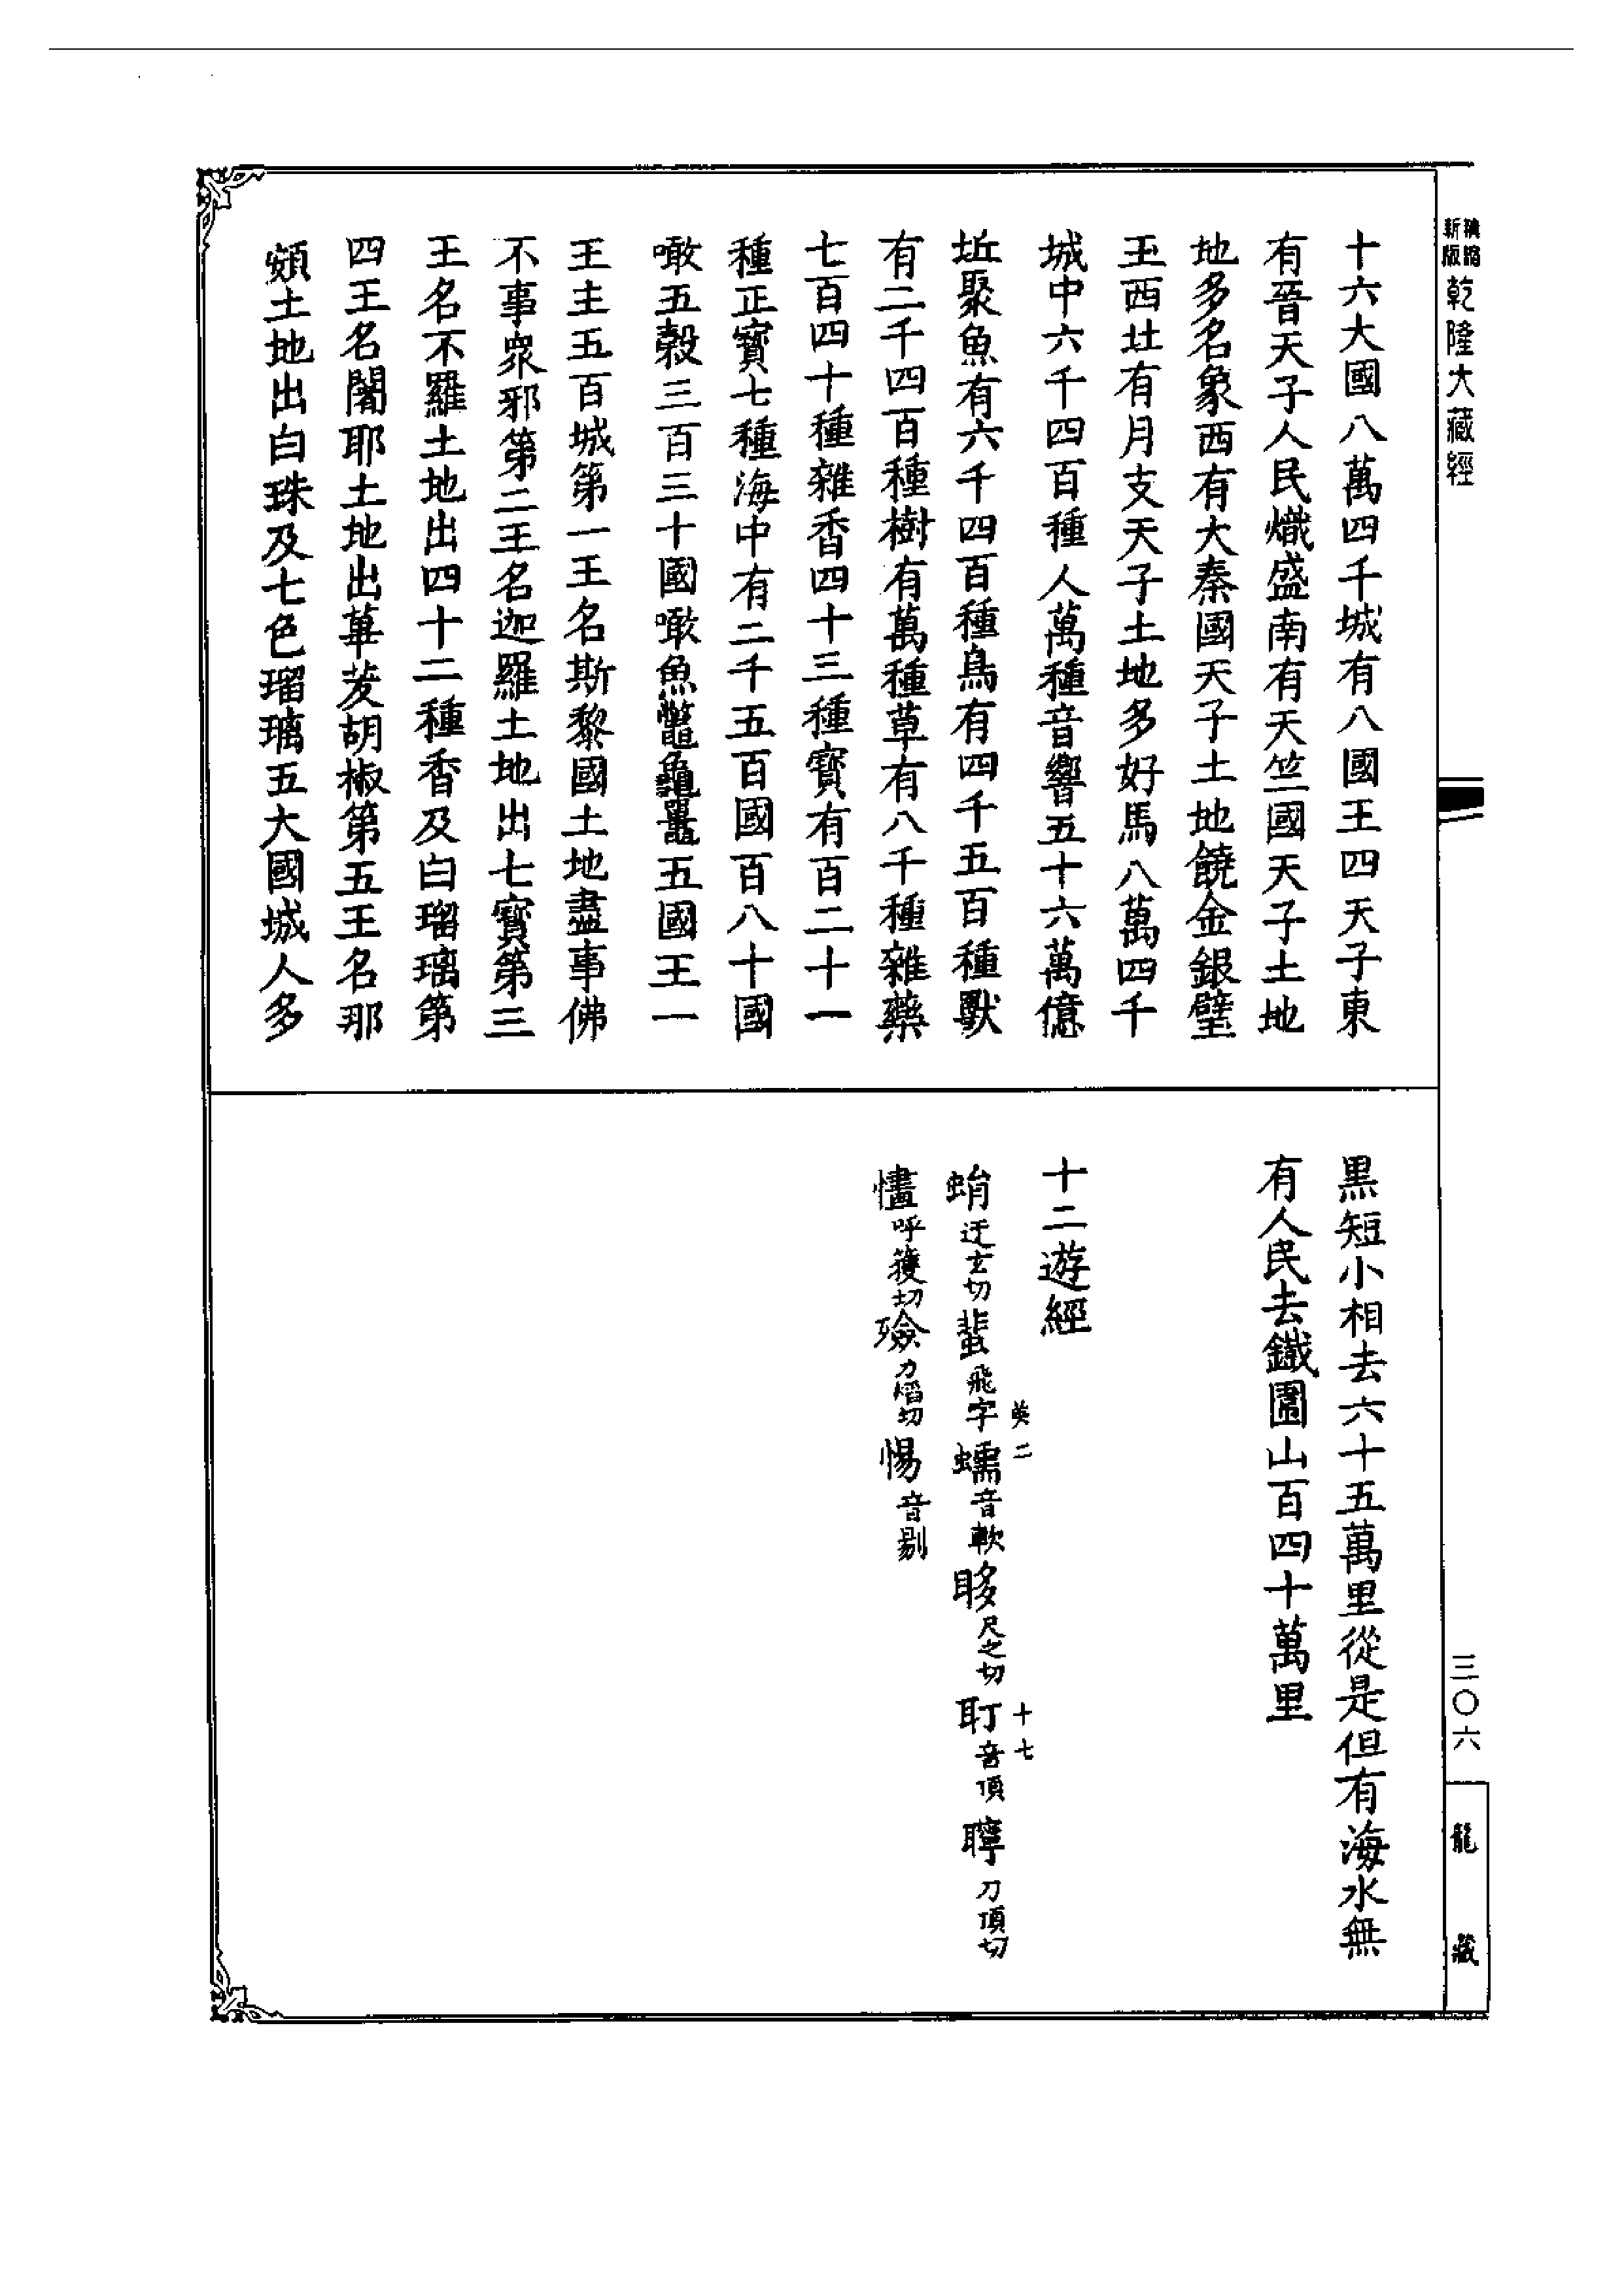 新版縮
乾隆大藏經
十六大國八萬四千城有八國王四天子東
有晉天子人民熾盛南有天竺國天子土地
地多名象西有大秦國天子土地饒金銀璧
玉西北有月支天子土地多好馬八萬四千
城中六千四百種人萬種音響五十六萬億
丘聚魚有六千四百種鳥有四千五百種獸
有二千四百種樹有萬種草有八千種雜藥
七百四十種雜香四十三種寶有百二十一
種正寶七種海中有二千五百國百八十國
噉五穀三百三十國噉魚鼈黿鼉五國王一
王主五百城第一王名斯黎國土地盡事佛
不事眾邪第二王名迦羅土地出七寶第三
王名不羅土地出四十二種香及白瑠璃第
四王名闍耶土地出蓽茇胡椒第五王名那
頞土地出白珠及七色瑠璃五大國城人多
黑短小相去六十五萬里從是但有海水無
有人民去鐵圍山百四十萬里
十二遊經
英二 十七
蜎迂玄切蜚飛字蠕音軟眵尺之切耵音頂聹刀頂切
㦎呼獲切殮力熖切惕音剔
三〇六
龍藏